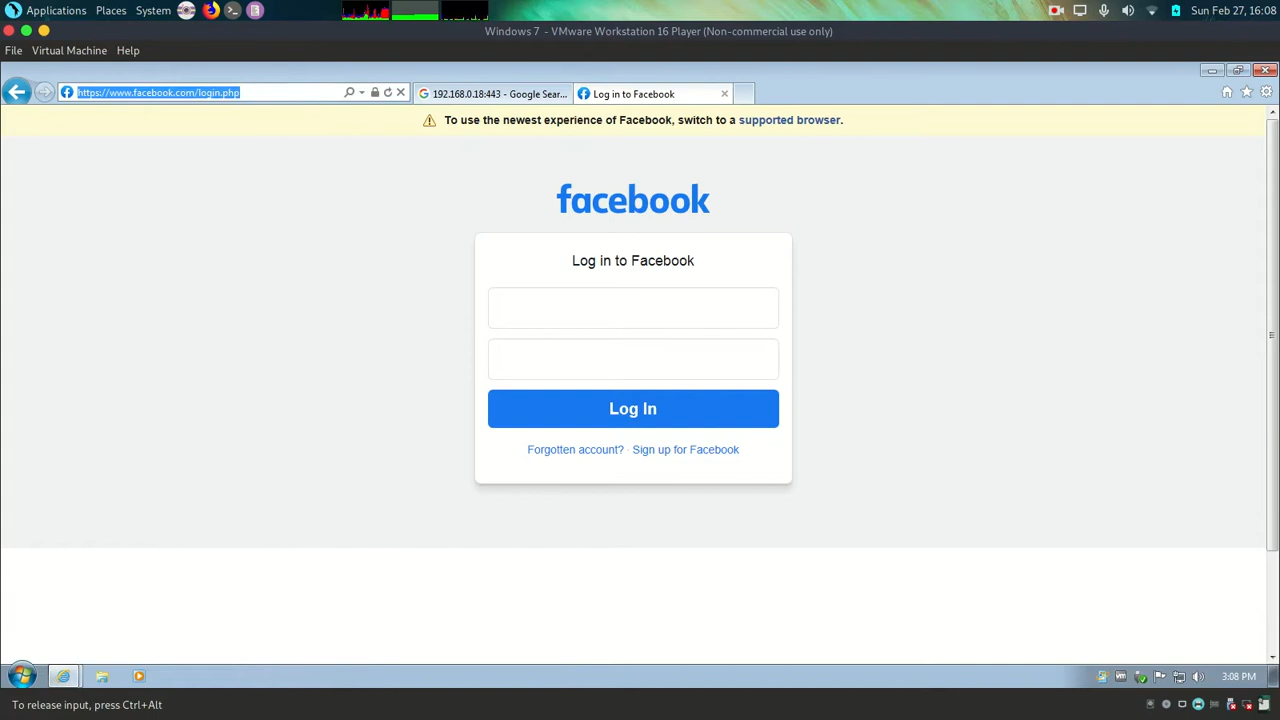 Applications Places System Sun Feb 27, 16:08
Windows 7 - VMware Workstation 16 Player (Non-commercial use only)
File Virtual Machine Help
https://www.facebook.com/login.php 192.168.0.18:443 - Google Sear... Log in to Facebook
To use the newest experience of Facebook, switch to a supported browser.
facebook
Log in to Facebook
Log In
Forgotten account? · Sign up for Facebook
3:08 PM
To release input, press Ctrl+Alt